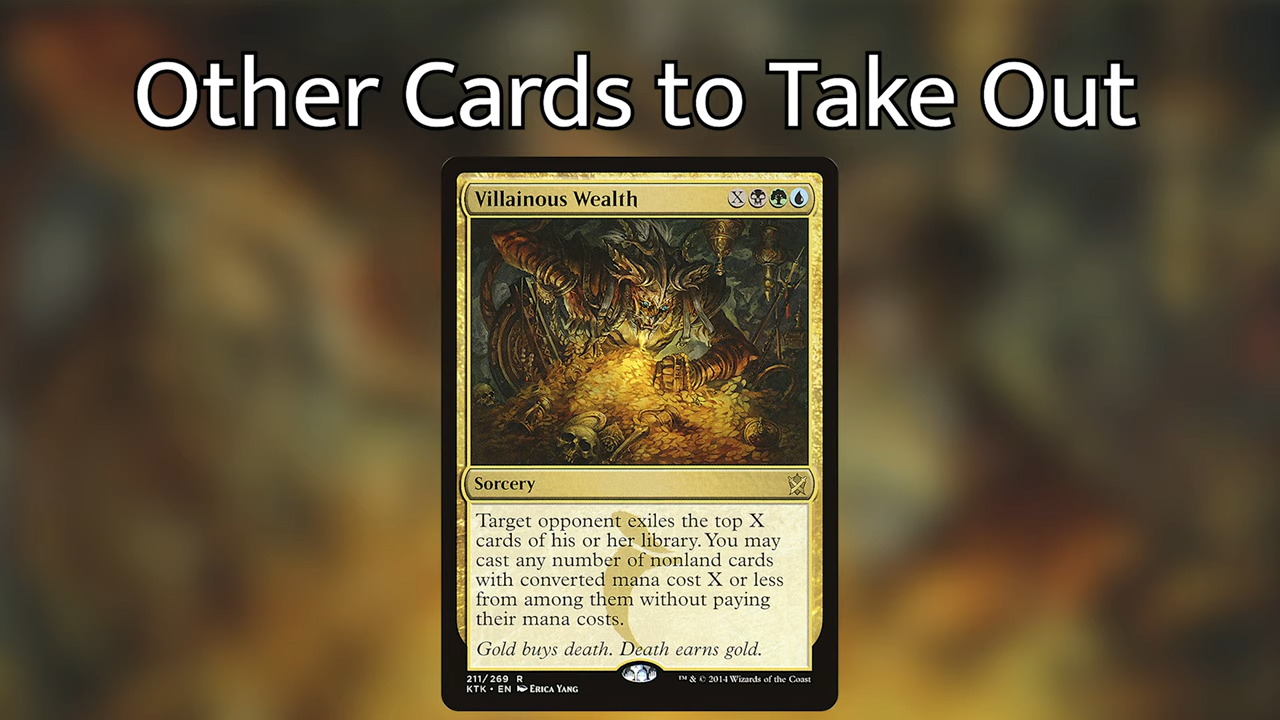 Other Cards to Take Out
Villainous Wealth X
Sorcery
Target opponent exiles the top X
cards of his or her library. You may
cast any number of nonland cards
with converted mana cost X or less
from among them without paying
their mana costs.
Gold buys death. Death earns gold.
211/269 R
KTK • EN Erica Yang
™ & © 2014 Wizards of the Coast